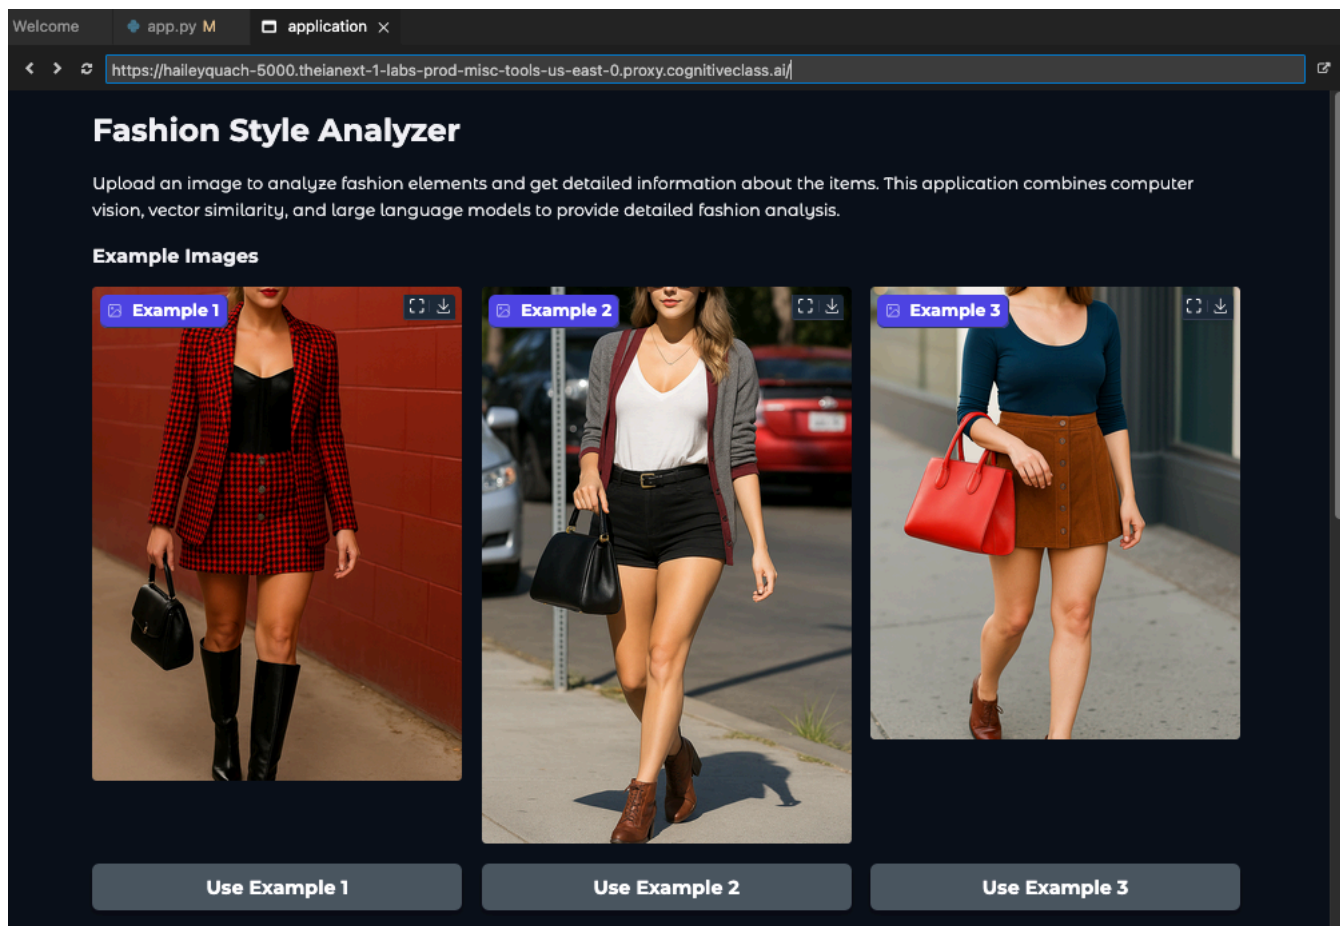 Welcome
app.py M
application
https://haileyquach-5000.theianext-1-labs-prod-misc-tools-us-east-0.proxy.cognitiveclass.ai/
Fashion Style Analyzer
Upload an image to analyze fashion elements and get detailed information about the items. This application combines computer
vision, vector similarity, and large language models to provide detailed fashion analysis.
Example Images
Example 1
Example 2
Example 3
Use Example 1
Use Example 2
Use Example 3